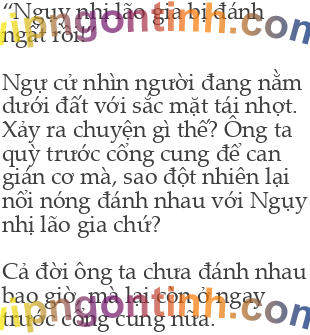 “Ngụy nhị lão gia bị đánh
ngất rồi!”
Ngự cử nhìn người đang nằm
dưới đất với sắc mặt tái nhợt.
Xảy ra chuyện gì thế? Ông ta
quỳ trước cổng cung để can
gián cơ mà, sao đột nhiên lại
nổi nóng đánh nhau với Ngụy
nhị lão gia chứ?
Cả đời ông ta chưa đánh nhau
bao giờ, mà lại còn ở ngay
trước cổng cung nữa.
vipngontinh.com
vipngontinh.com